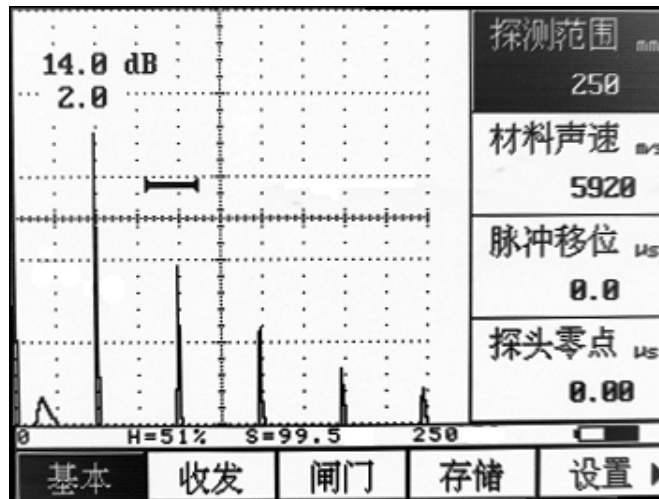 14.0 dB
2.0
探测范围 mm
250
材料声速 m/s
5920
脉冲移位 μs
0.0
探头零点 μs
0.00
0 H=51% S=99.5 250
基本 收发 闸门 存储 设置